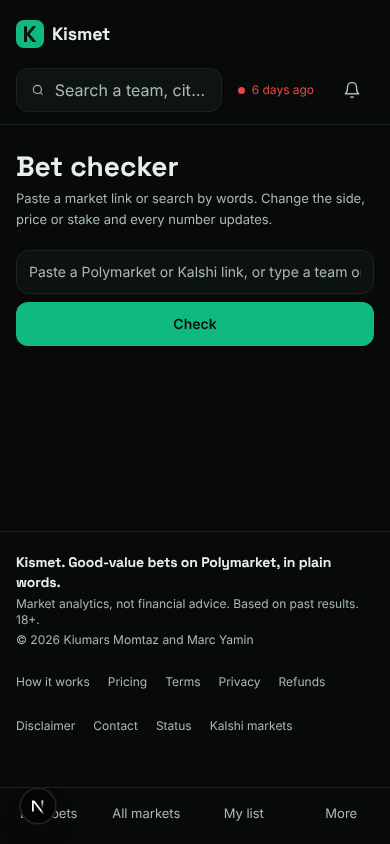 K Kismet
Search a team, cit...
6 days ago
Bet checker
Paste a market link or search by words. Change the side,
price or stake and every number updates.
Paste a Polymarket or Kalshi link, or type a team o
Check
Kismet. Good-value bets on Polymarket, in plain
words.
Market analytics, not financial advice. Based on past results.
18+.
© 2026 Kiumars Momtaz and Marc Yamin
How it works Pricing Terms Privacy Refunds
Disclaimer Contact Status Kalshi markets
N All markets My list More